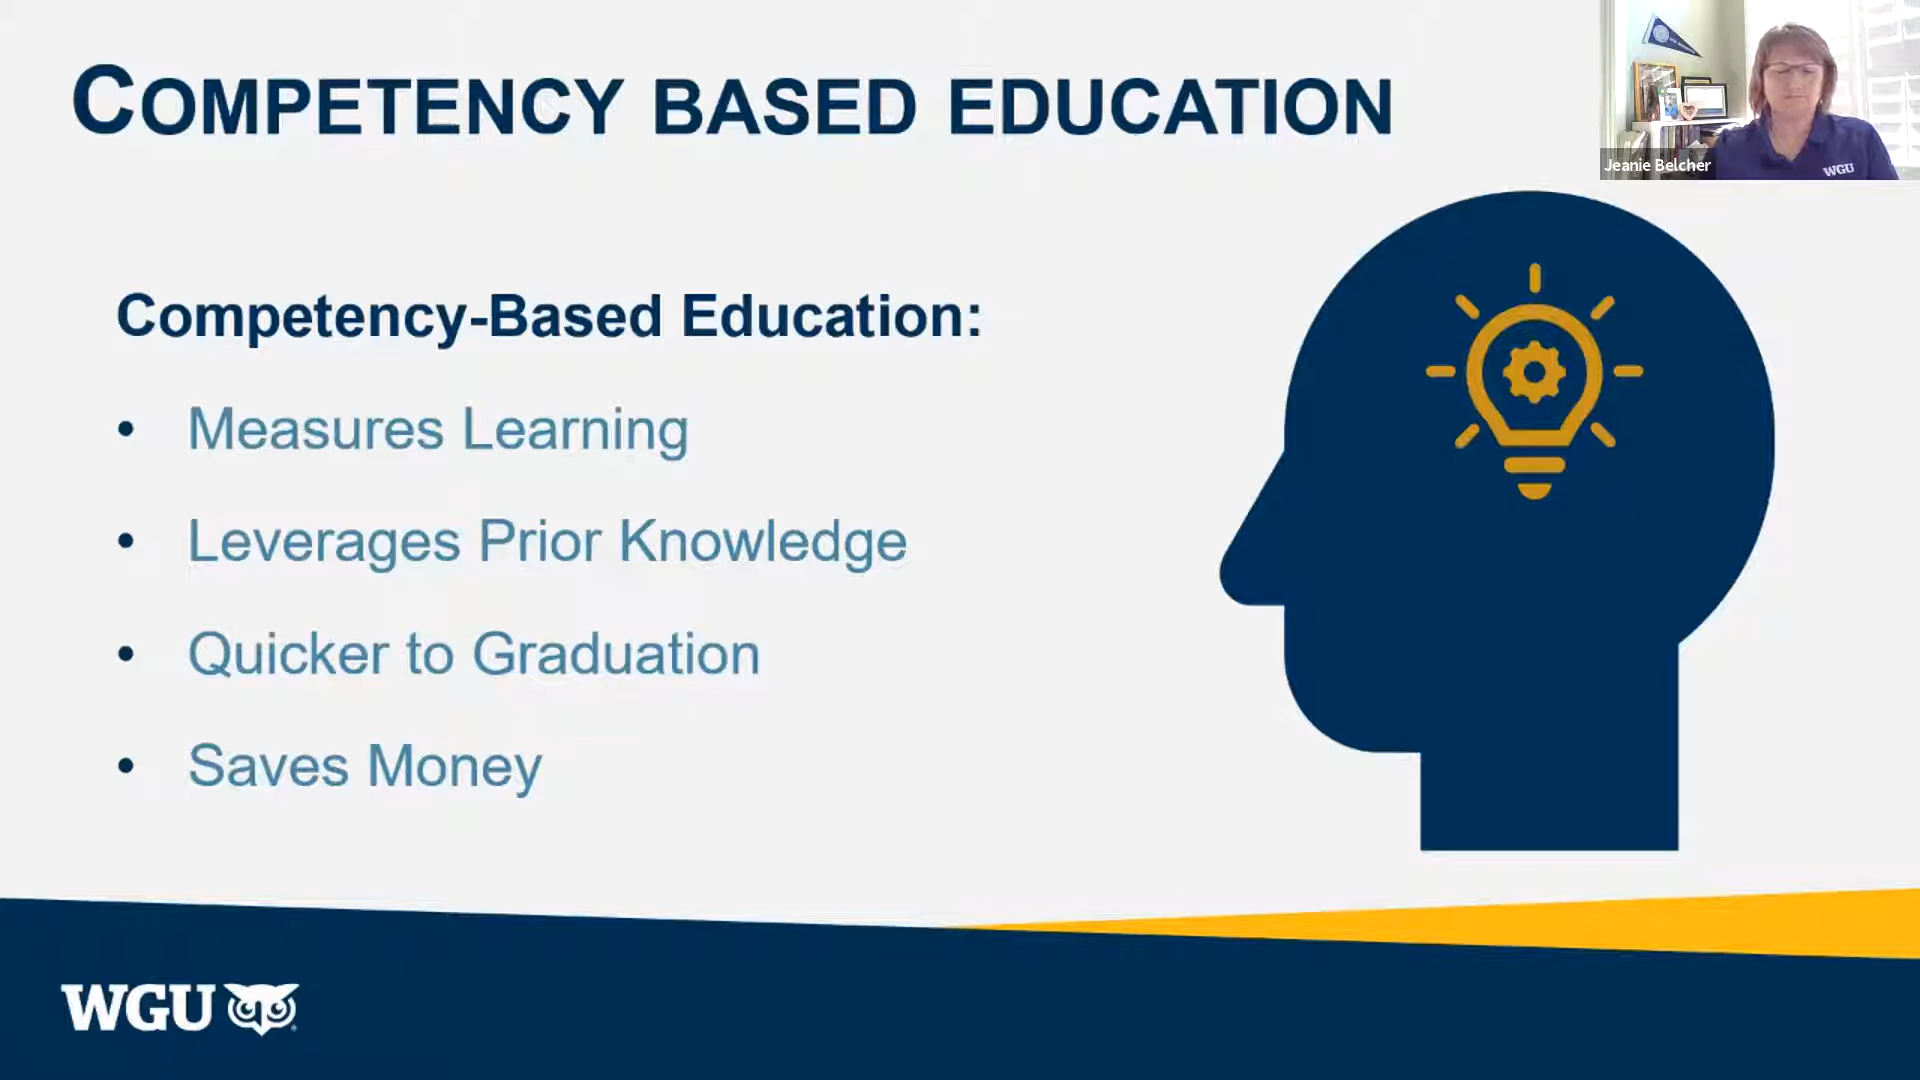 COMPETENCY BASED EDUCATION
Jeanie Belcher
WGU
Competency-Based Education:
• Measures Learning
• Leverages Prior Knowledge
• Quicker to Graduation
• Saves Money
WGU